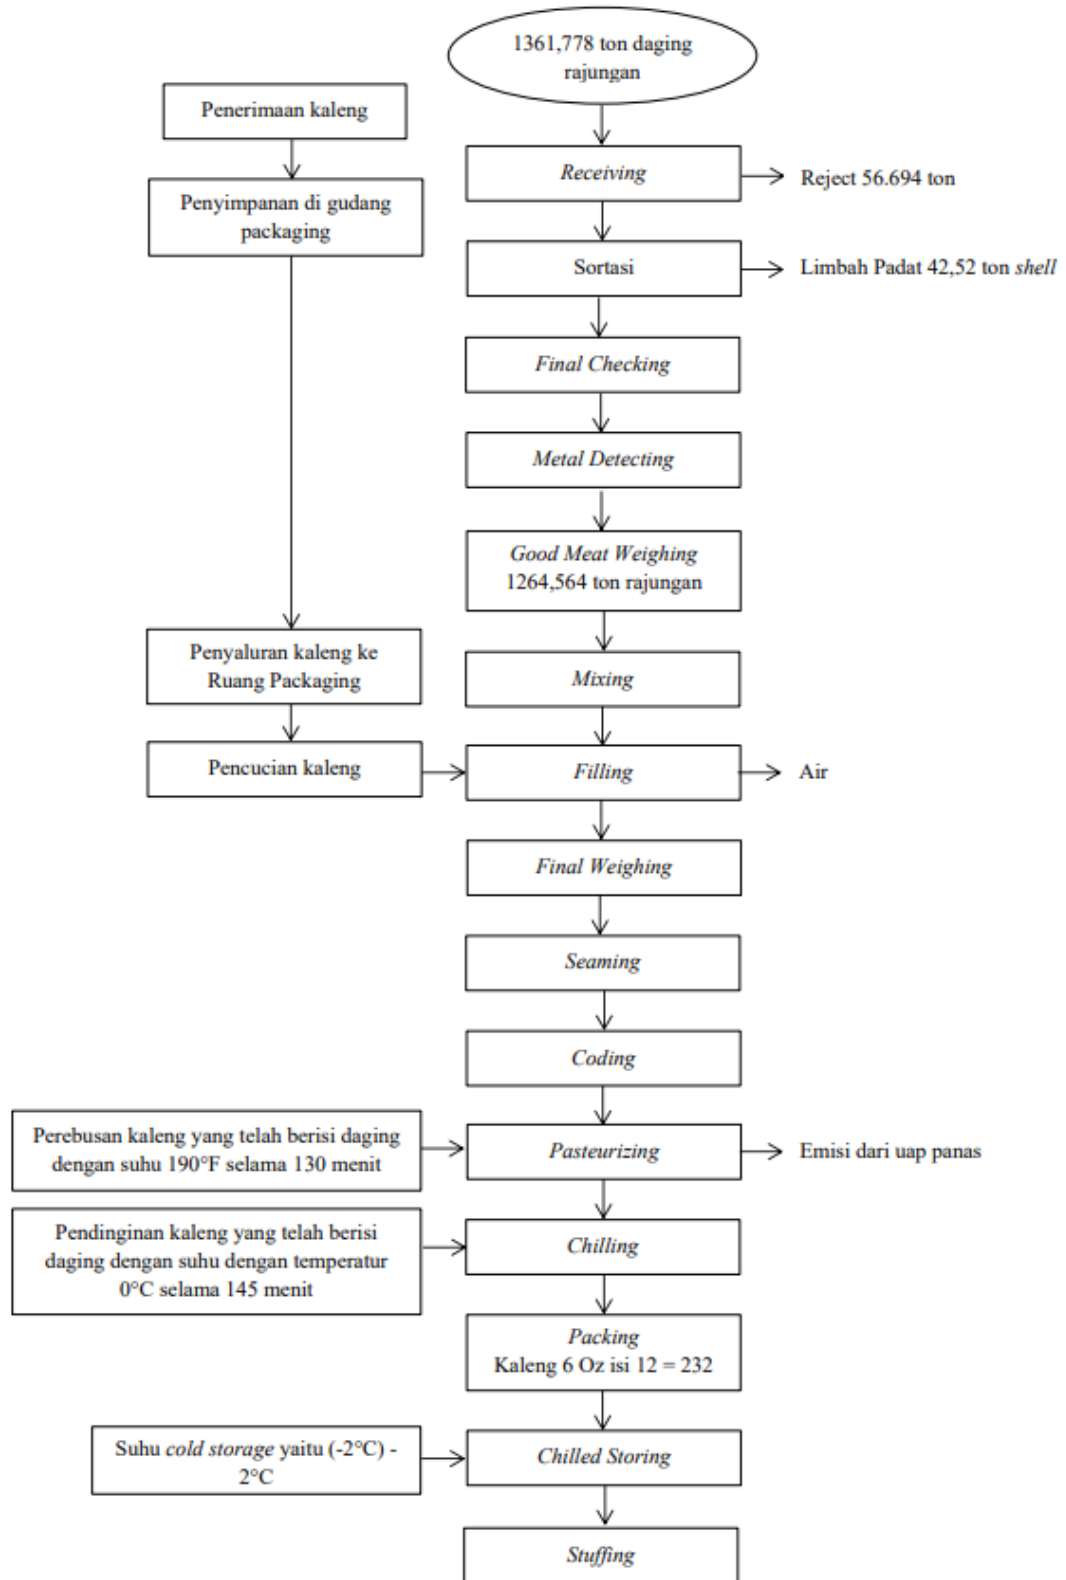 1361,778 ton daging
rajungan
Penerimaan kaleng
Receiving
Reject 56.694 ton
Penyimpanan di gudang
packaging
Sortasi
Limbah Padat 42,52 ton shell
Final Checking
Metal Detecting
Good Meat Weighing
1264,564 ton rajungan
Penyaluran kaleng ke
Ruang Packaging
Mixing
Pencucian kaleng
Filling
Air
Final Weighing
Seaming
Coding
Perebusan kaleng yang telah berisi daging
dengan suhu 190°F selama 130 menit
Pasteurizing
Emisi dari uap panas
Pendinginan kaleng yang telah berisi
daging dengan suhu dengan temperatur
0°C selama 145 menit
Chilling
Packing
Kaleng 6 Oz isi 12 = 232
Suhu cold storage yaitu (-2°C) -
2°C
Chilled Storing
Stuffing